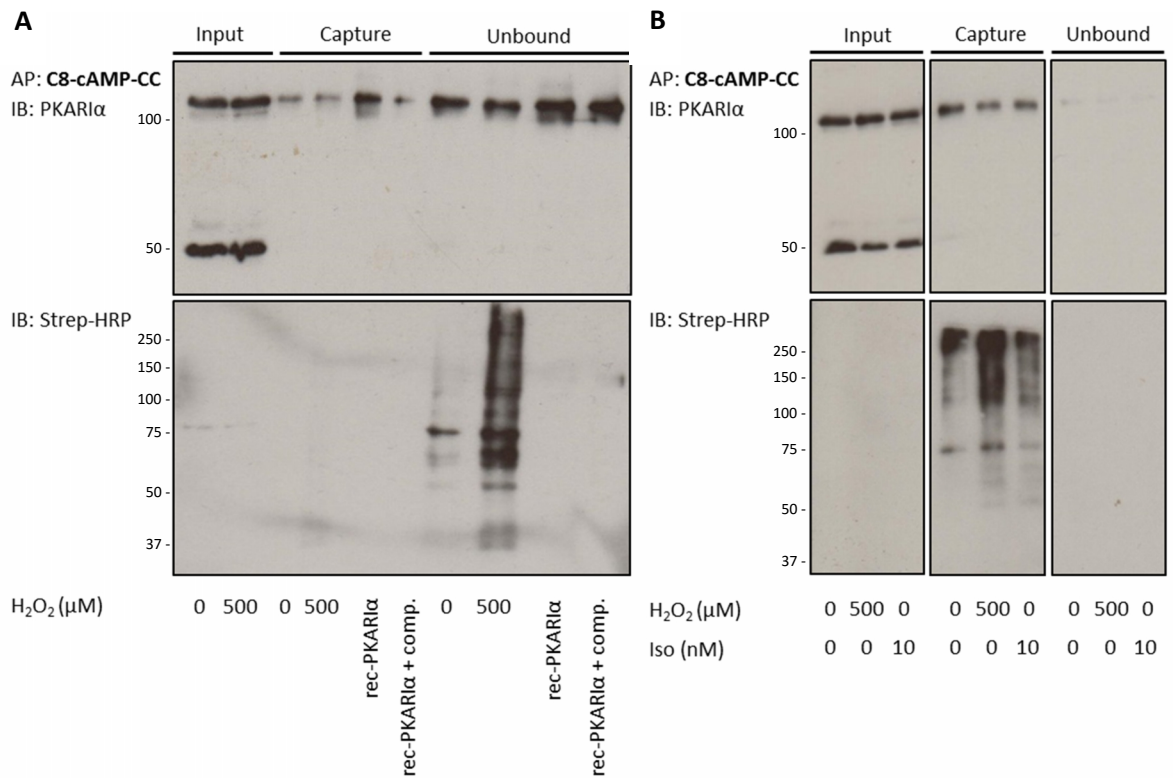 A
Input Capture Unbound
AP: C8-cAMP-CC
IB: PKARIα
100 -
50 -
IB: Strep-HRP
250 -
150 -
100 -
75 -
50 -
37 -
H₂O₂ (µM) 0 500 0 500 rec-PKARIα rec-PKARIα + comp. 0 500 rec-PKARIα rec-PKARIα + comp.
B
Input Capture Unbound
AP: C8-cAMP-CC
IB: PKARIα
100 -
50 -
IB: Strep-HRP
250 -
150 -
100 -
75 -
50 -
37 -
H₂O₂ (µM) 0 500 0 0 500 0 0 500 0
Iso (nM) 0 0 10 0 0 10 0 0 10